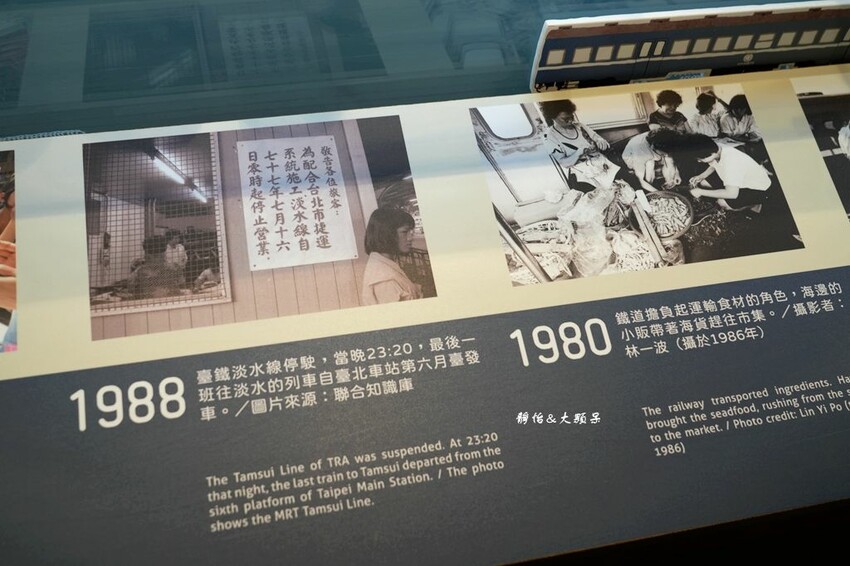 敬告各位旅客：
為配合台北市捷運
系統施工淡水線自
七十七年七月十六
日零時起停止營業．
1988
臺鐵淡水線停駛，當晚23:20，最後一
班往淡水的列車自臺北車站第六月臺發
車。／圖片來源：聯合知識庫
The Tamsui Line of TRA was suspended. At 23:20
that night, the last train to Tamsui departed from the
sixth platform of Taipei Main Station. / The photo
shows the MRT Tamsui Line.
1980
鐵道擔負起運輸食材的角色，海邊的
小販帶著海貨趕往市集。／攝影者：
林一波（攝於1986年）
The railway transported ingredients. Ha
brought the seafood, rushing from the s
to the market. / Photo credit: Lin Yi Po (
1986)
靜怡&大顆呆